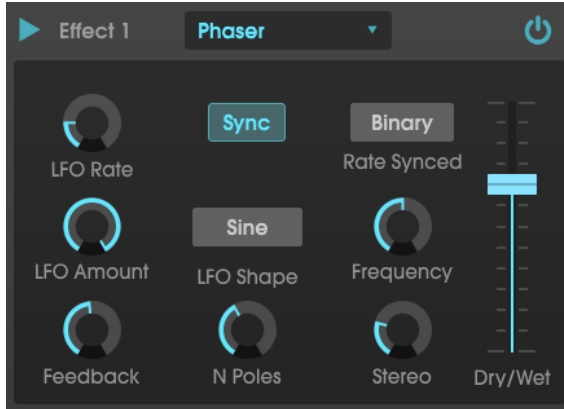 Effect 1
Phaser
Sync
Binary
LFO Rate
Rate Synced
Sine
LFO Amount
LFO Shape
Frequency
Feedback
N Poles
Stereo
Dry/Wet